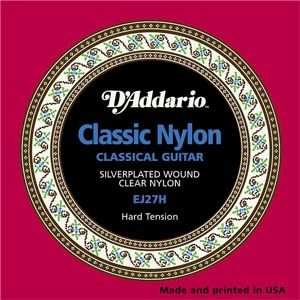 D'Addario
Classic Nylon
CLASSICAL GUITAR
SILVERPLATED WOUND
CLEAR NYLON
EJ27H
Hard Tension
Made and printed in USA